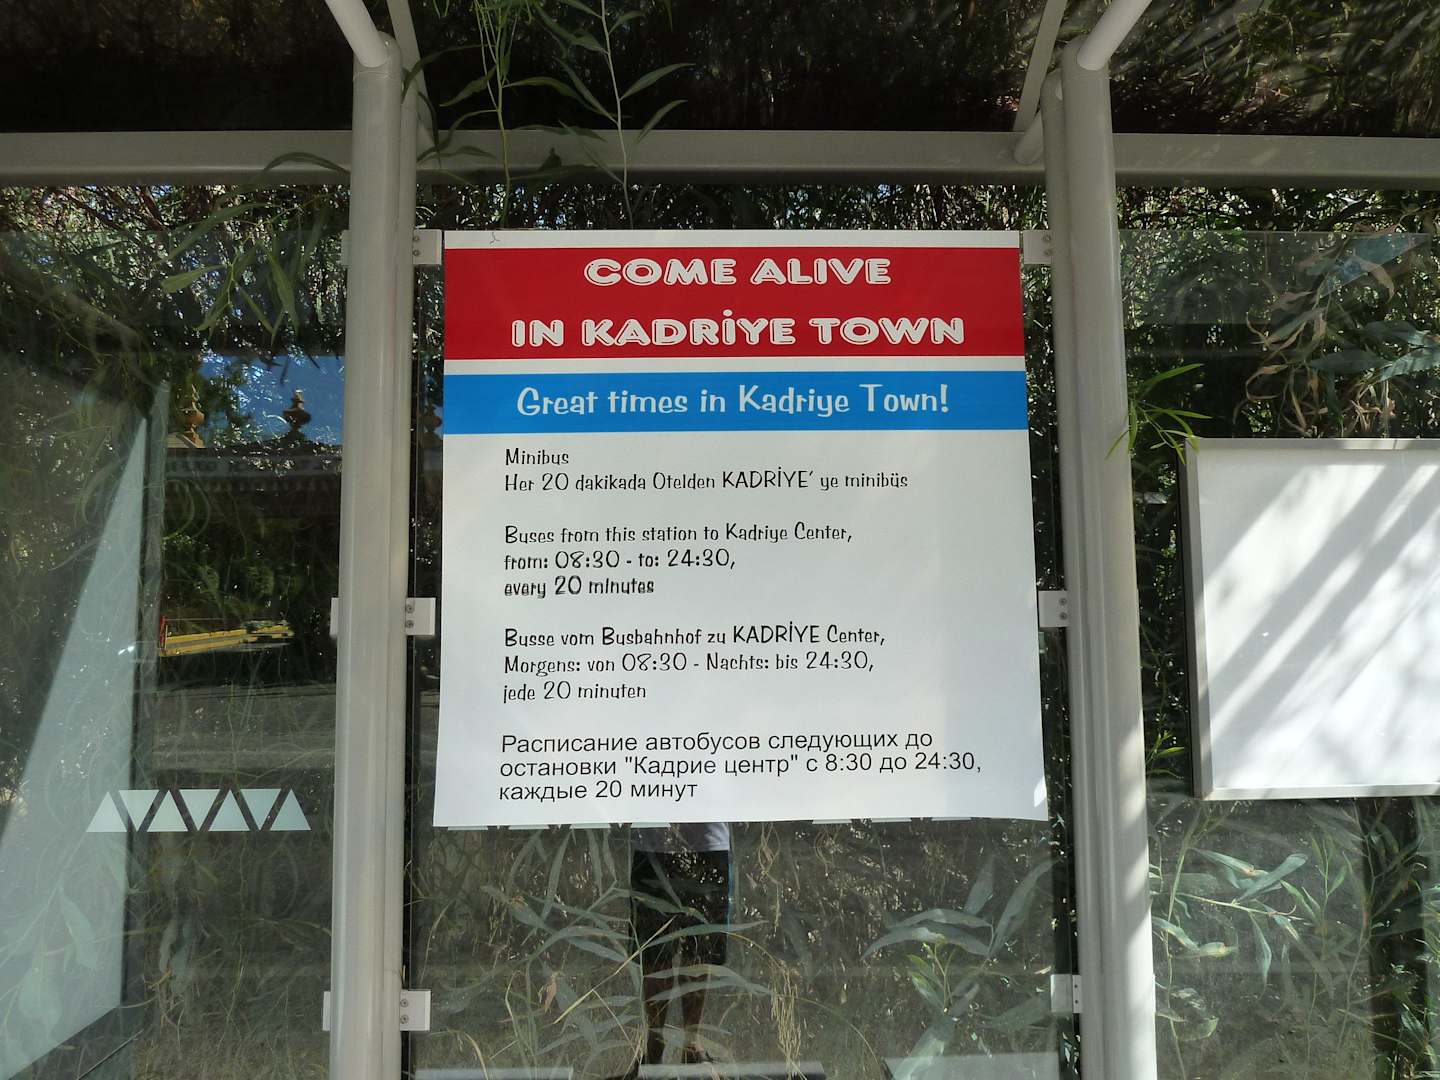 COME ALIVE
IN KADRİYE TOWN
Great times in Kadriye Town!
Minibus
Her 20 dakikada Otelden KADRİYE´ ye minibüs
Buses from this station to Kadriye Center,
from: 08:30 - to: 24:30,
every 20 minutes
Busse vom Busbahnhof zu KADRİYE Center,
Morgens: von 08:30 - Nachts: bis 24:30,
jede 20 minuten
Расписание автобусов следующих до
остановки "Кадрие центр" с 8:30 до 24:30,
каждые 20 минут